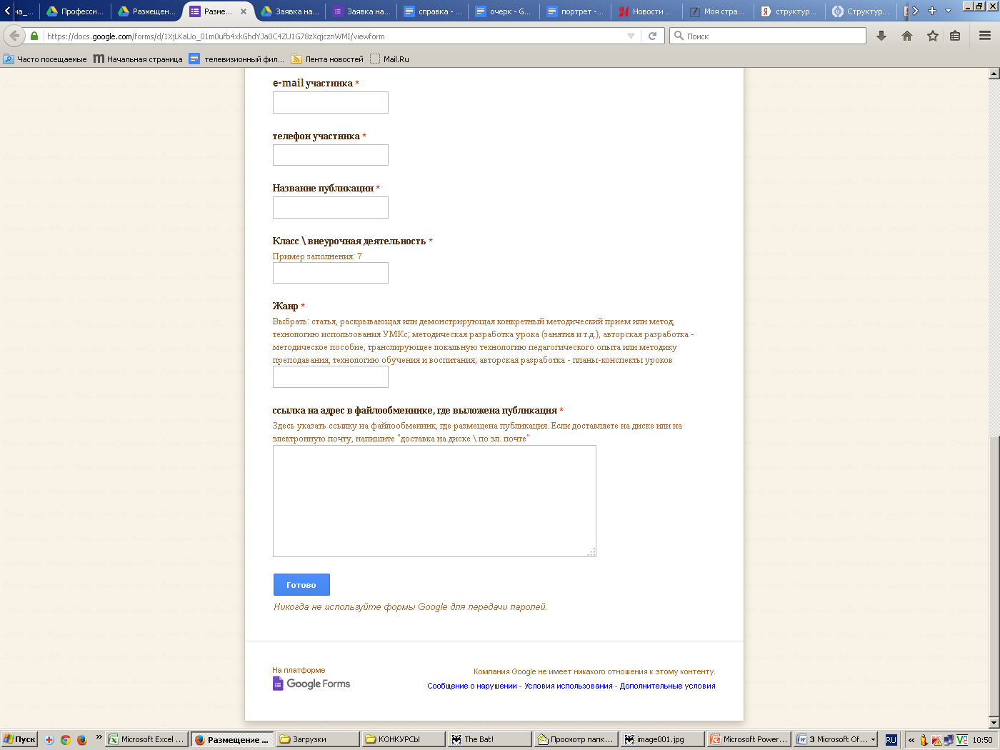 ма_...
Професси...
Размещен...
Разме...
Заявка на...
Заявка на...
справка - ...
очерк - G...
портрет -...
Новости ...
Моя стра...
структур...
Структур...
https://docs.google.com/forms/d/1XjLKaUo_01m0ufb4xkGhdYJa0C4ZU1G78zXqjcznWMI/viewform
Поиск
Часто посещаемые
Начальная страница
телевизионный фил...
Лента новостей
Mail.Ru
e-mail участника *
телефон участника *
Название публикации *
Класс \ внеурочная деятельность *
Пример заполнения: 7
Жанр *
Выбрать: статья, раскрывающая или демонстрирующая конкретный методический прием или метод,
технологию использования УМКс; методическая разработка урока (занятия и т.д.), авторская разработка -
методическое пособие, транслирующее локальную технологию педагогического опыта или методику
преподавания, технологию обучения и воспитания; авторская разработка - планы-конспекты уроков
ссылка на адрес в файлообменнике, где выложена публикация *
Здесь указать ссылку на файлообменник, где размещена публикация. Если доставляете на диске или на
электронную почту, напишите "доставка на диске \ по эл. почте"
Готово
Никогда не используйте формы Google для передачи паролей.
На платформе
Google Forms
Компания Google не имеет никакого отношения к этому контенту.
Сообщение о нарушении - Условия использования - Дополнительные условия
Пуск
»
Microsoft Excel ...
Размещение ...
Загрузки
КОНКУРСЫ
The Bat!
Просмотр папк...
image001.jpg
Microsoft Power...
3 Microsoft Of...
RU
«
10:50